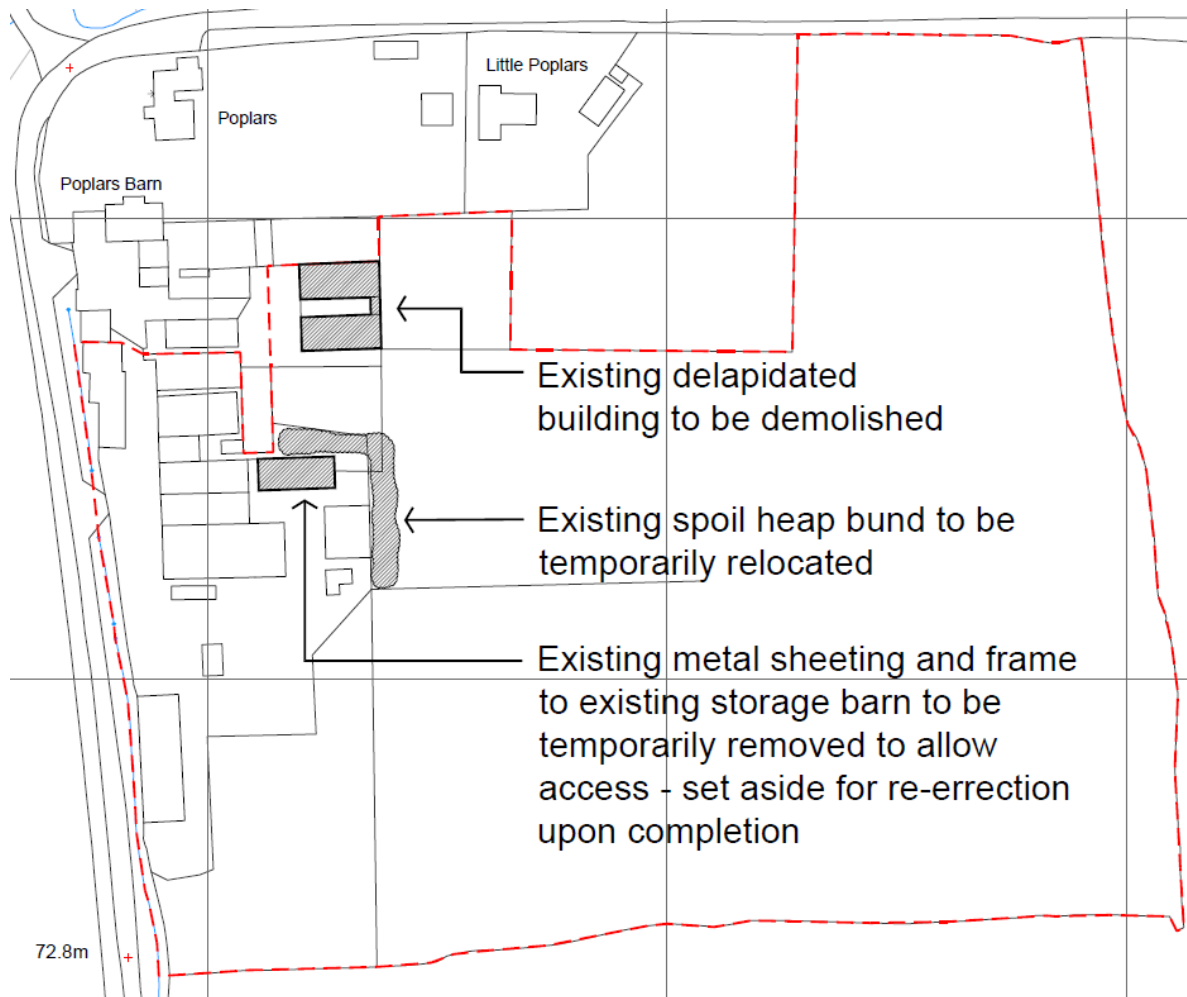 Little Poplars
Poplars
Poplars Barn
Existing delapidated
building to be demolished
Existing spoil heap bund to be
temporarily relocated
Existing metal sheeting and frame
to existing storage barn to be
temporarily removed to allow
access - set aside for re-errection
upon completion
72.8m